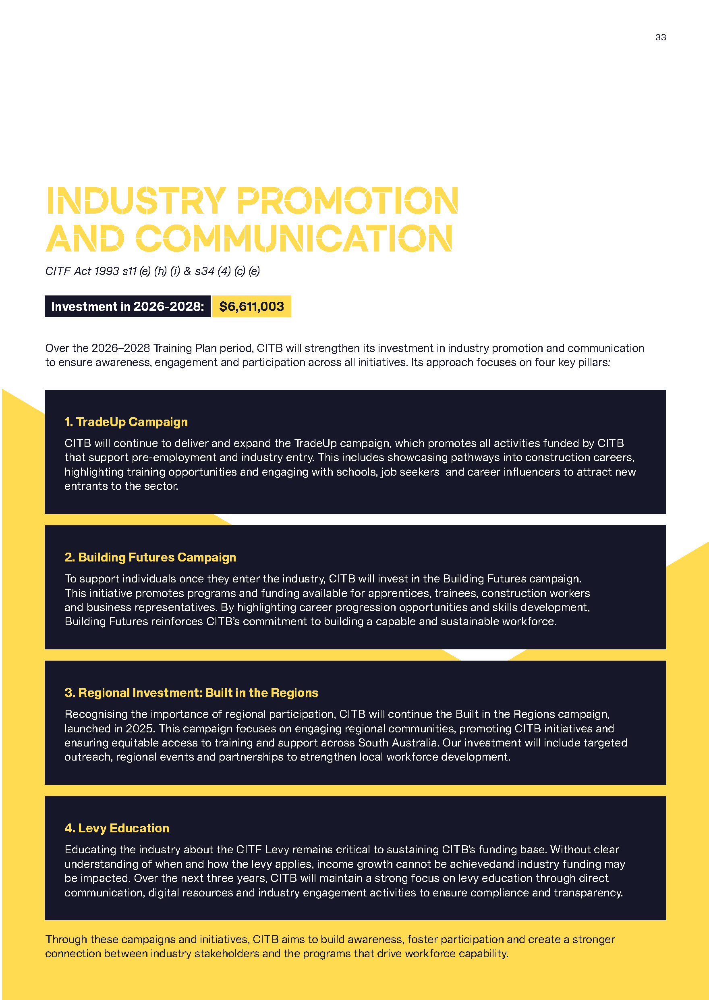 33
INDUSTRY PROMOTION
AND COMMUNICATION
CITF Act 1993 s11 (e) (h) (i) & s34 (4) (c) (e)
Investment in 2026-2028: $6,611,003
Over the 2026–2028 Training Plan period, CITB will strengthen its investment in industry promotion and communication
to ensure awareness, engagement and participation across all initiatives. Its approach focuses on four key pillars:
1. TradeUp Campaign
CITB will continue to deliver and expand the TradeUp campaign, which promotes all activities funded by CITB
that support pre-employment and industry entry. This includes showcasing pathways into construction careers,
highlighting training opportunities and engaging with schools, job seekers  and career influencers to attract new
entrants to the sector.
2. Building Futures Campaign
To support individuals once they enter the industry, CITB will invest in the Building Futures campaign.
This initiative promotes programs and funding available for apprentices, trainees, construction workers
and business representatives. By highlighting career progression opportunities and skills development,
Building Futures reinforces CITB’s commitment to building a capable and sustainable workforce.
3. Regional Investment: Built in the Regions
Recognising the importance of regional participation, CITB will continue the Built in the Regions campaign,
launched in 2025. This campaign focuses on engaging regional communities, promoting CITB initiatives and
ensuring equitable access to training and support across South Australia. Our investment will include targeted
outreach, regional events and partnerships to strengthen local workforce development.
4. Levy Education
Educating the industry about the CITF Levy remains critical to sustaining CITB’s funding base. Without clear
understanding of when and how the levy applies, income growth cannot be achievedand industry funding may
be impacted. Over the next three years, CITB will maintain a strong focus on levy education through direct
communication, digital resources and industry engagement activities to ensure compliance and transparency.
Through these campaigns and initiatives, CITB aims to build awareness, foster participation and create a stronger
connection between industry stakeholders and the programs that drive workforce capability.